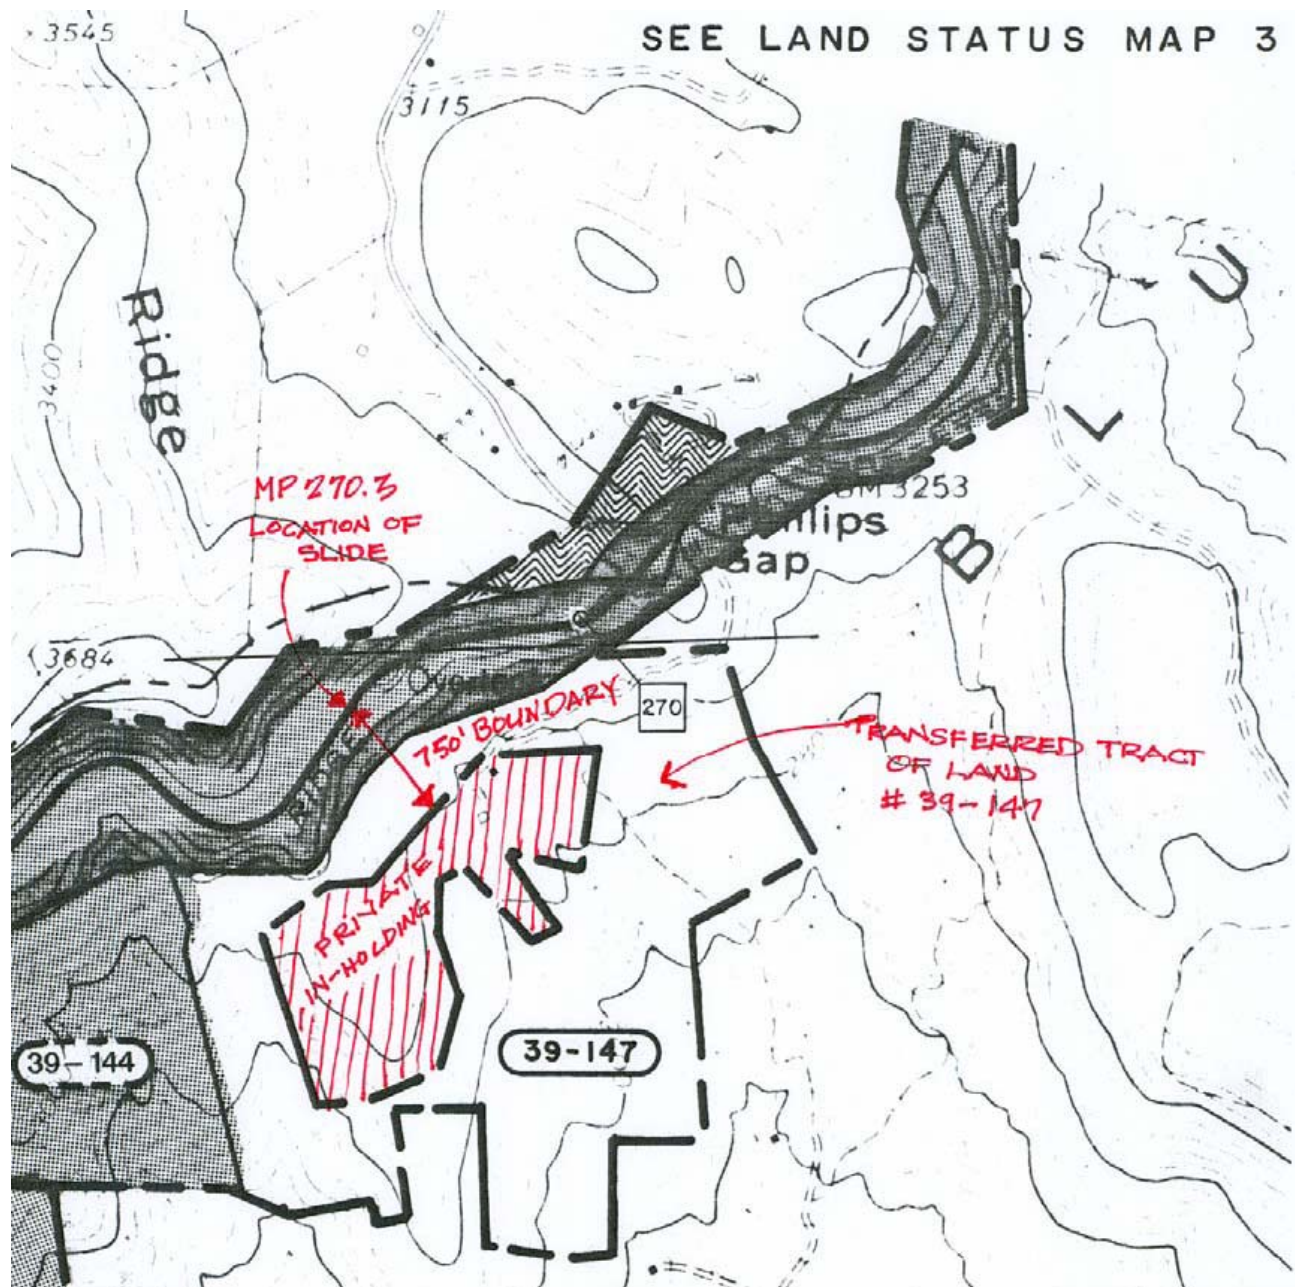 3545
SEE LAND STATUS MAP 3
3115
U
Ridge
3400
L
MP 270.3
LOCATION OF
SLIDE
BM 3253
Gap
B
3684
750' BOUNDARY
270
TRANSFERRED TRACT
OF LAND
# 39-147
PRIVATE
IN-HOLDING
39-144
39-147